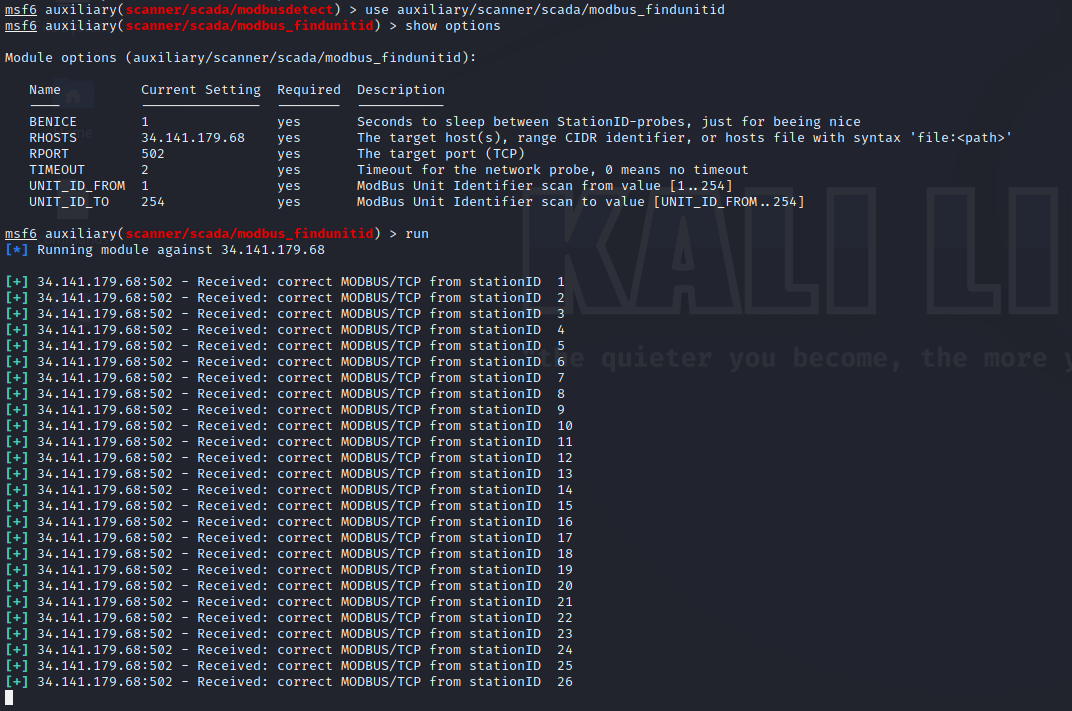 msf6 auxiliary(scanner/scada/modbusdetect) > use auxiliary/scanner/scada/modbus_findunitid
msf6 auxiliary(scanner/scada/modbus_findunitid) > show options
Module options (auxiliary/scanner/scada/modbus_findunitid):
Name Current Setting Required Description
BENICE 1 yes Seconds to sleep between StationID-probes, just for beeing nice
RHOSTS 34.141.179.68 yes The target host(s), range CIDR identifier, or hosts file with syntax 'file:<path>'
RPORT 502 yes The target port (TCP)
TIMEOUT 2 yes Timeout for the network probe, 0 means no timeout
UNIT_ID_FROM 1 yes ModBus Unit Identifier scan from value [1..254]
UNIT_ID_TO 254 yes ModBus Unit Identifier scan to value [UNIT_ID_FROM..254]
msf6 auxiliary(scanner/scada/modbus_findunitid) > run
[*] Running module against 34.141.179.68
[+] 34.141.179.68:502 - Received: correct MODBUS/TCP from stationID 1
[+] 34.141.179.68:502 - Received: correct MODBUS/TCP from stationID 2
[+] 34.141.179.68:502 - Received: correct MODBUS/TCP from stationID 3
[+] 34.141.179.68:502 - Received: correct MODBUS/TCP from stationID 4
[+] 34.141.179.68:502 - Received: correct MODBUS/TCP from stationID 5
[+] 34.141.179.68:502 - Received: correct MODBUS/TCP from stationID 6
[+] 34.141.179.68:502 - Received: correct MODBUS/TCP from stationID 7
[+] 34.141.179.68:502 - Received: correct MODBUS/TCP from stationID 8
[+] 34.141.179.68:502 - Received: correct MODBUS/TCP from stationID 9
[+] 34.141.179.68:502 - Received: correct MODBUS/TCP from stationID 10
[+] 34.141.179.68:502 - Received: correct MODBUS/TCP from stationID 11
[+] 34.141.179.68:502 - Received: correct MODBUS/TCP from stationID 12
[+] 34.141.179.68:502 - Received: correct MODBUS/TCP from stationID 13
[+] 34.141.179.68:502 - Received: correct MODBUS/TCP from stationID 14
[+] 34.141.179.68:502 - Received: correct MODBUS/TCP from stationID 15
[+] 34.141.179.68:502 - Received: correct MODBUS/TCP from stationID 16
[+] 34.141.179.68:502 - Received: correct MODBUS/TCP from stationID 17
[+] 34.141.179.68:502 - Received: correct MODBUS/TCP from stationID 18
[+] 34.141.179.68:502 - Received: correct MODBUS/TCP from stationID 19
[+] 34.141.179.68:502 - Received: correct MODBUS/TCP from stationID 20
[+] 34.141.179.68:502 - Received: correct MODBUS/TCP from stationID 21
[+] 34.141.179.68:502 - Received: correct MODBUS/TCP from stationID 22
[+] 34.141.179.68:502 - Received: correct MODBUS/TCP from stationID 23
[+] 34.141.179.68:502 - Received: correct MODBUS/TCP from stationID 24
[+] 34.141.179.68:502 - Received: correct MODBUS/TCP from stationID 25
[+] 34.141.179.68:502 - Received: correct MODBUS/TCP from stationID 26
KALI LI
the quieter you become, the more y